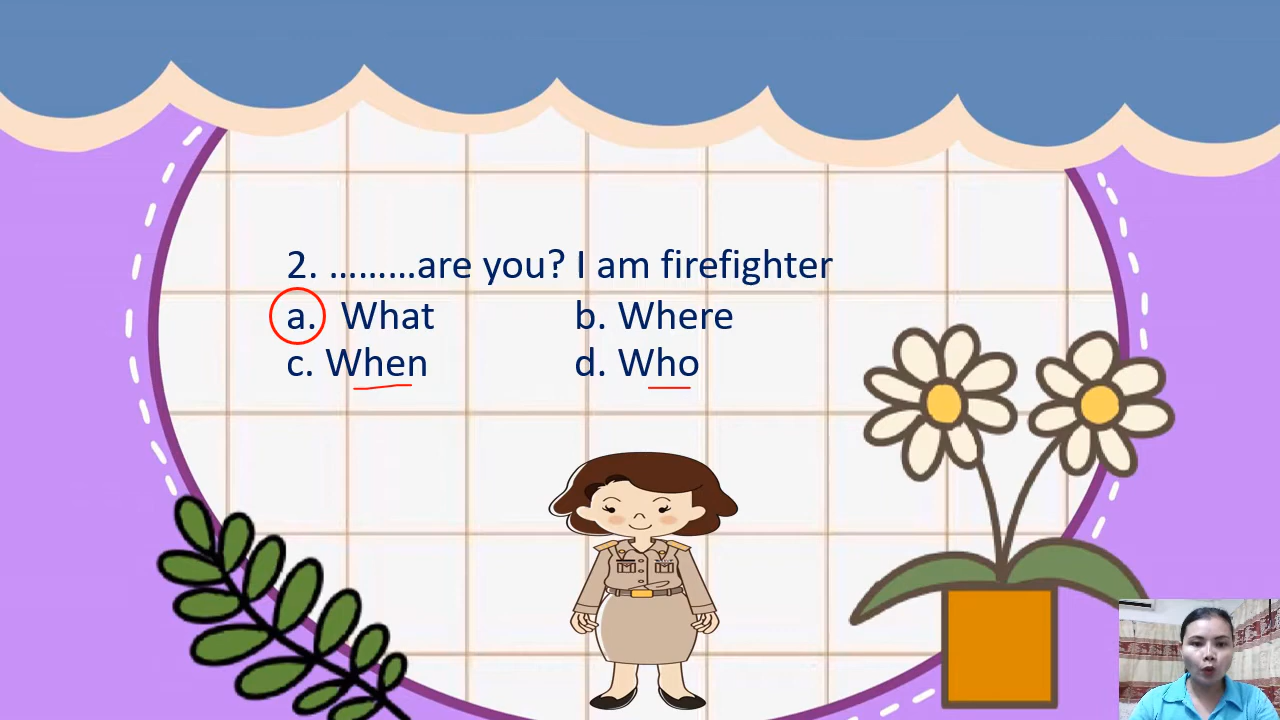 2. .........are you? I am firefighter
a. What b. Where
c. When d. Who